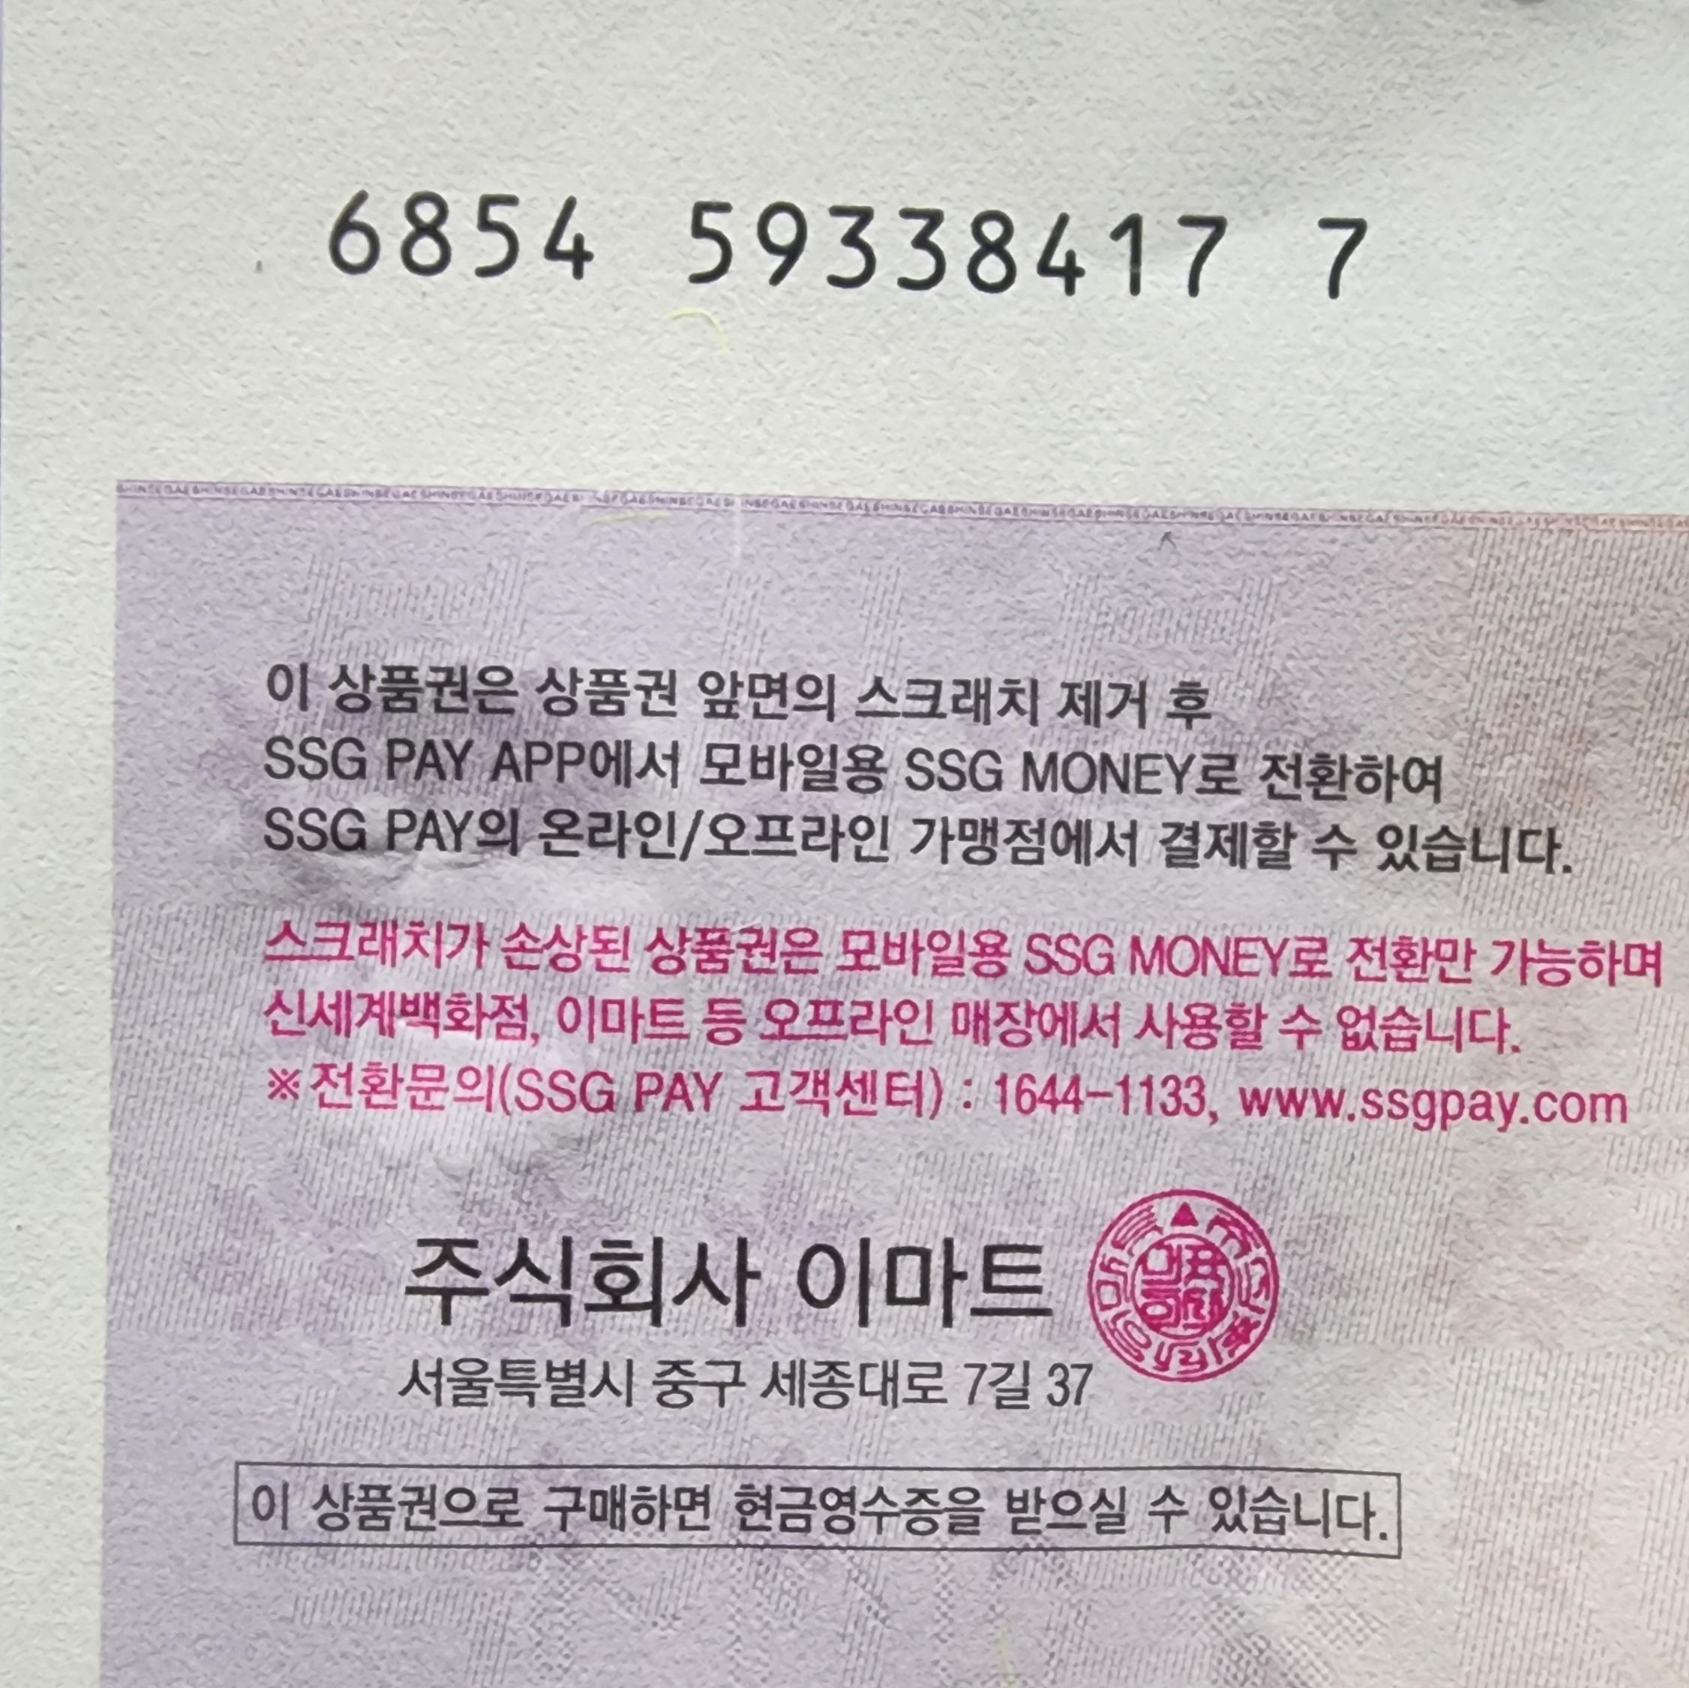 6854 59338417 7
이 상품권은 상품권 앞면의 스크래치 제거 후
SSG PAY APP에서 모바일용 SSG MONEY로 전환하여
SSG PAY의 온라인/오프라인 가맹점에서 결제할 수 있습니다.
스크래치가 손상된 상품권은 모바일용 SSG MONEY로 전환만 가능하며
신세계백화점, 이마트 등 오프라인 매장에서 사용할 수 없습니다.
※전환문의(SSG PAY 고객센터) : 1644-1133, www.ssgpay.com
주식회사 이마트
서울특별시 중구 세종대로 7길 37
이 상품권으로 구매하면 현금영수증을 받으실 수 있습니다.